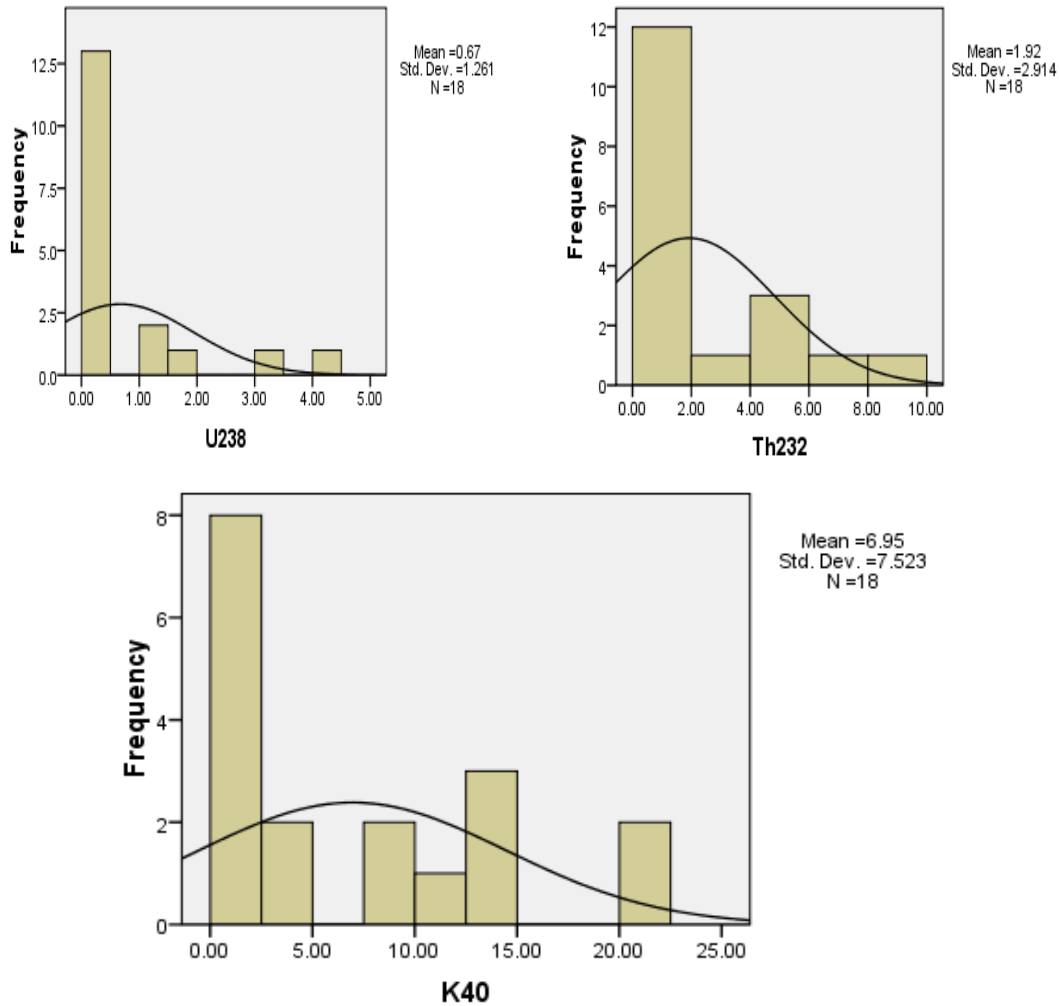 Mean =0.67
Std. Dev. =1.261
N =18
12.5
10.0
7.5
5.0
2.5
0.0
Frequency
0.00 1.00 2.00 3.00 4.00 5.00
U238
Mean =1.92
Std. Dev. =2.914
N =18
12
10
8
6
4
2
0
Frequency
0.00 2.00 4.00 6.00 8.00 10.00
Th232
Mean =6.95
Std. Dev. =7.523
N =18
8
6
4
2
0
Frequency
0.00 5.00 10.00 15.00 20.00 25.00
K40